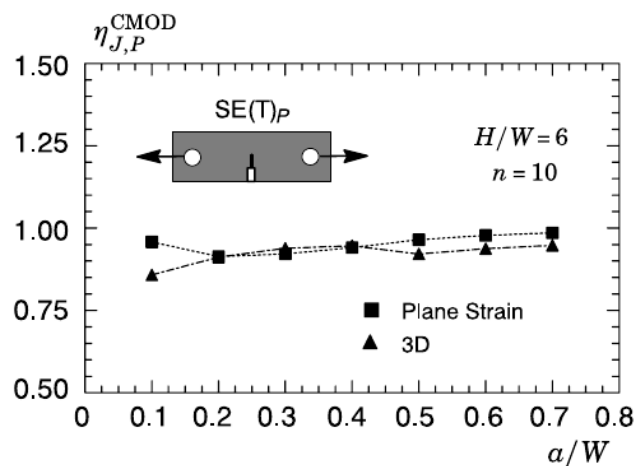 η_{J,P}^{CMOD}
1.50
SE(T)_P
H/W = 6
n = 10
1.25
1.00
0.75
Plane Strain
3D
0.50
0 0.1 0.2 0.3 0.4 0.5 0.6 0.7 0.8
a/W